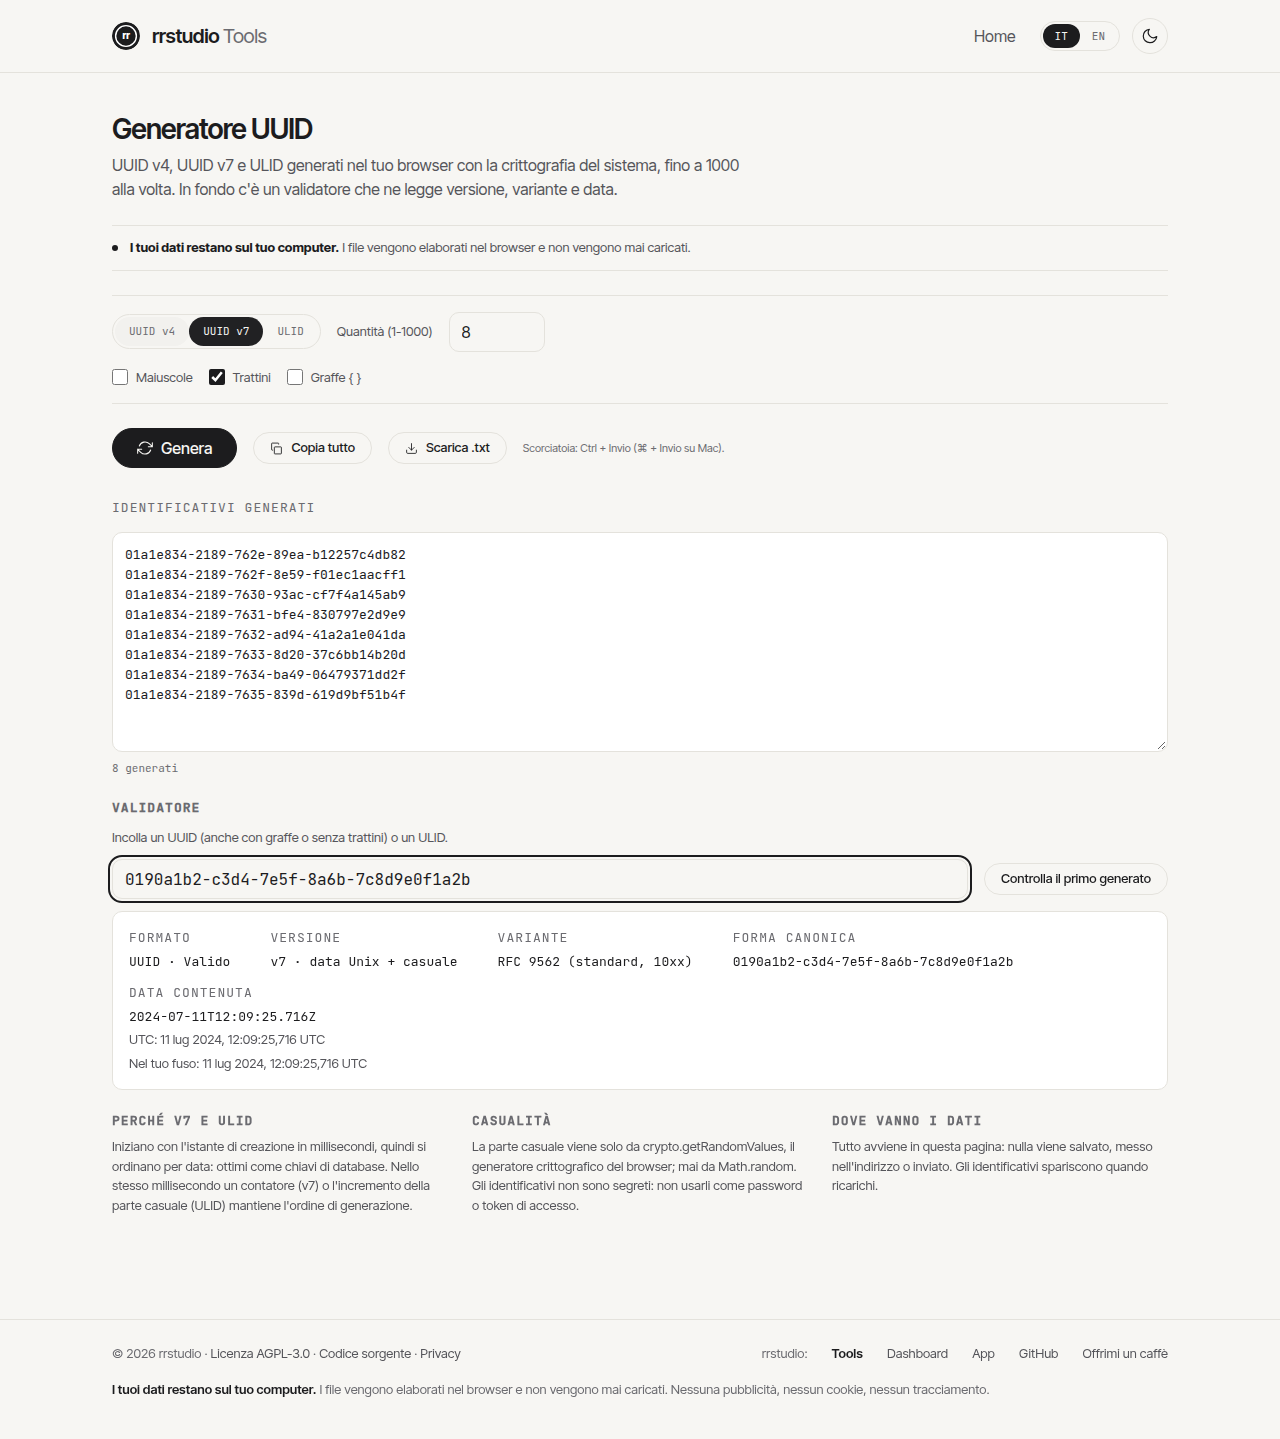 rr rrstudio Tools
Home
IT EN
Generatore UUID
UUID v4, UUID v7 e ULID generati nel tuo browser con la crittografia del sistema, fino a 1000
alla volta. In fondo c'è un validatore che ne legge versione, variante e data.
I tuoi dati restano sul tuo computer. I file vengono elaborati nel browser e non vengono mai caricati.
UUID v4 UUID v7 ULID Quantità (1-1000) 8
Maiuscole Trattini Graffe { }
Genera Copia tutto Scarica .txt Scorciatoia: Ctrl + Invio (⌘ + Invio su Mac).
IDENTIFICATIVI GENERATI
01a1e834-2189-762e-89ea-b12257c4db82
01a1e834-2189-762f-8e59-f01ec1aacff1
01a1e834-2189-7630-93ac-cf7f4a145ab9
01a1e834-2189-7631-bfe4-830797e2d9e9
01a1e834-2189-7632-ad94-41a2a1e041da
01a1e834-2189-7633-8d20-37c6bb14b20d
01a1e834-2189-7634-ba49-06479371dd2f
01a1e834-2189-7635-839d-619d9bf51b4f
8 generati
VALIDATORE
Incolla un UUID (anche con graffe o senza trattini) o un ULID.
0190a1b2-c3d4-7e5f-8a6b-7c8d9e0f1a2b
Controlla il primo generato
FORMATO VERSIONE VARIANTE FORMA CANONICA
UUID · Valido v7 · data Unix + casuale RFC 9562 (standard, 10xx) 0190a1b2-c3d4-7e5f-8a6b-7c8d9e0f1a2b
DATA CONTENUTA
2024-07-11T12:09:25.716Z
UTC: 11 lug 2024, 12:09:25,716 UTC
Nel tuo fuso: 11 lug 2024, 12:09:25,716 UTC
PERCHÉ V7 E ULID
Iniziano con l'istante di creazione in millisecondi, quindi si
ordinano per data: ottimi come chiavi di database. Nello
stesso millisecondo un contatore (v7) o l'incremento della
parte casuale (ULID) mantiene l'ordine di generazione.
CASUALITÀ
La parte casuale viene solo da crypto.getRandomValues, il
generatore crittografico del browser; mai da Math.random.
Gli identificativi non sono segreti: non usarli come password
o token di accesso.
DOVE VANNO I DATI
Tutto avviene in questa pagina: nulla viene salvato, messo
nell'indirizzo o inviato. Gli identificativi spariscono quando
ricarichi.
© 2026 rrstudio · Licenza AGPL-3.0 · Codice sorgente · Privacy
rrstudio: Tools Dashboard App GitHub Offrimi un caffè
I tuoi dati restano sul tuo computer. I file vengono elaborati nel browser e non vengono mai caricati. Nessuna pubblicità, nessun cookie, nessun tracciamento.